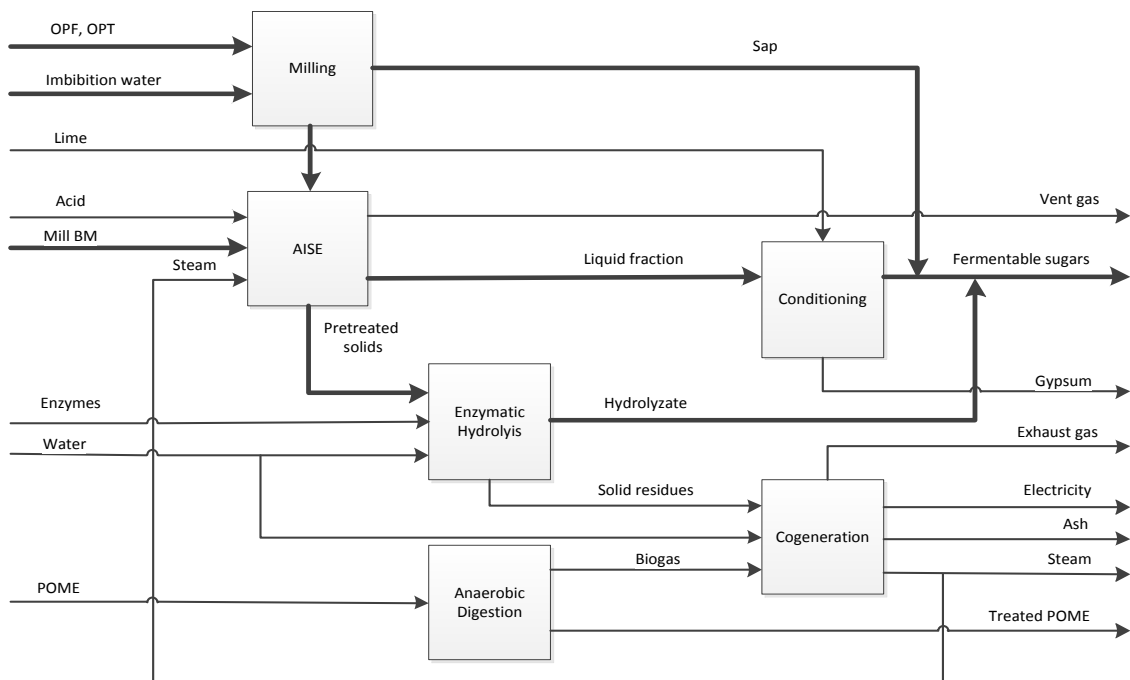 OPF, OPT
Sap
Milling
Imbibition water
Lime
Acid
Vent gas
Mill BM
AISE
Steam
Liquid fraction
Fermentable sugars
Conditioning
Pretreated
solids
Gypsum
Enzymes
Enzymatic
Hydrolyis
Hydrolyzate
Water
Exhaust gas
Solid residues
Electricity
Ash
Cogeneration
Biogas
Steam
POME
Anaerobic
Digestion
Treated POME